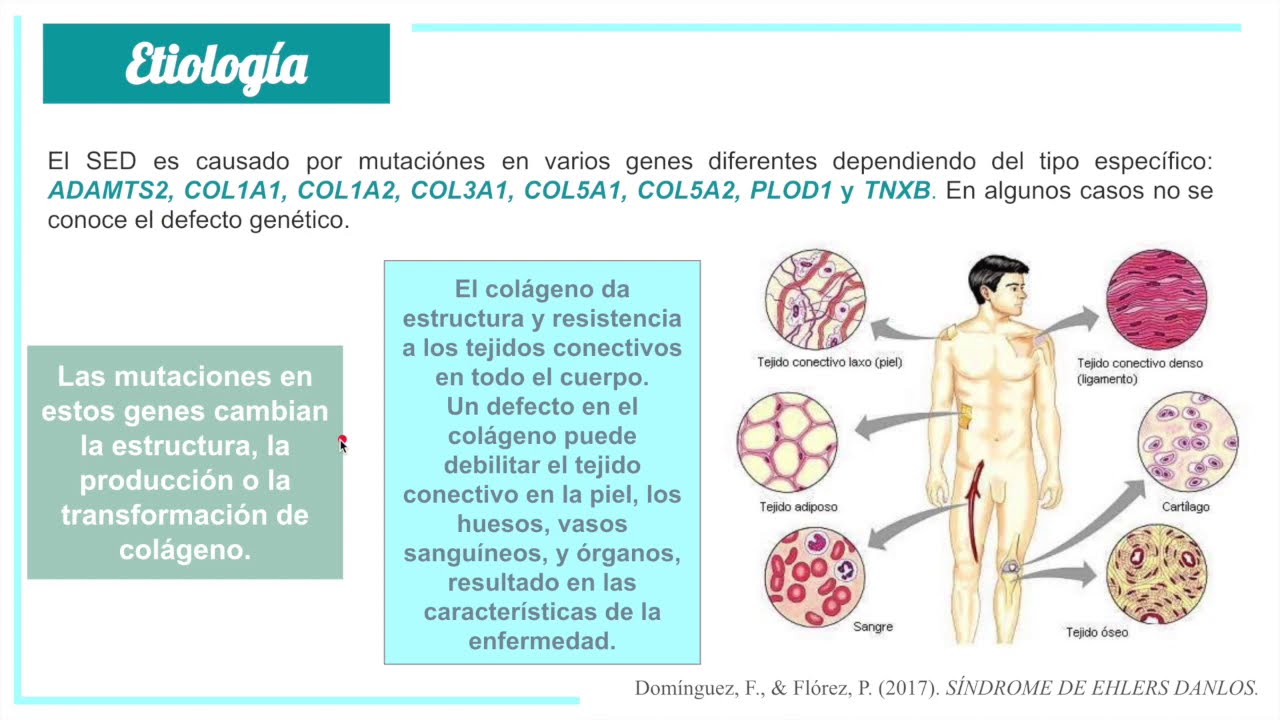 Etiología
El SED es causado por mutaciónes en varios genes diferentes dependiendo del tipo específico:
ADAMTS2, COL1A1, COL1A2, COL3A1, COL5A1, COL5A2, PLOD1 y TNXB. En algunos casos no se
conoce el defecto genético.
Las mutaciones en
estos genes cambian
la estructura, la
producción o la
transformación de
colágeno.
El colágeno da
estructura y resistencia
a los tejidos conectivos
en todo el cuerpo.
Un defecto en el
colágeno puede
debilitar el tejido
conectivo en la piel, los
huesos, vasos
sanguíneos, y órganos,
resultado en las
características de la
enfermedad.
Tejido conectivo laxo (piel)
Tejido conectivo denso
(ligamento)
Tejido adiposo
Cartílago
Sangre
Tejido óseo
Domínguez, F., & Flórez, P. (2017). SÍNDROME DE EHLERS DANLOS.